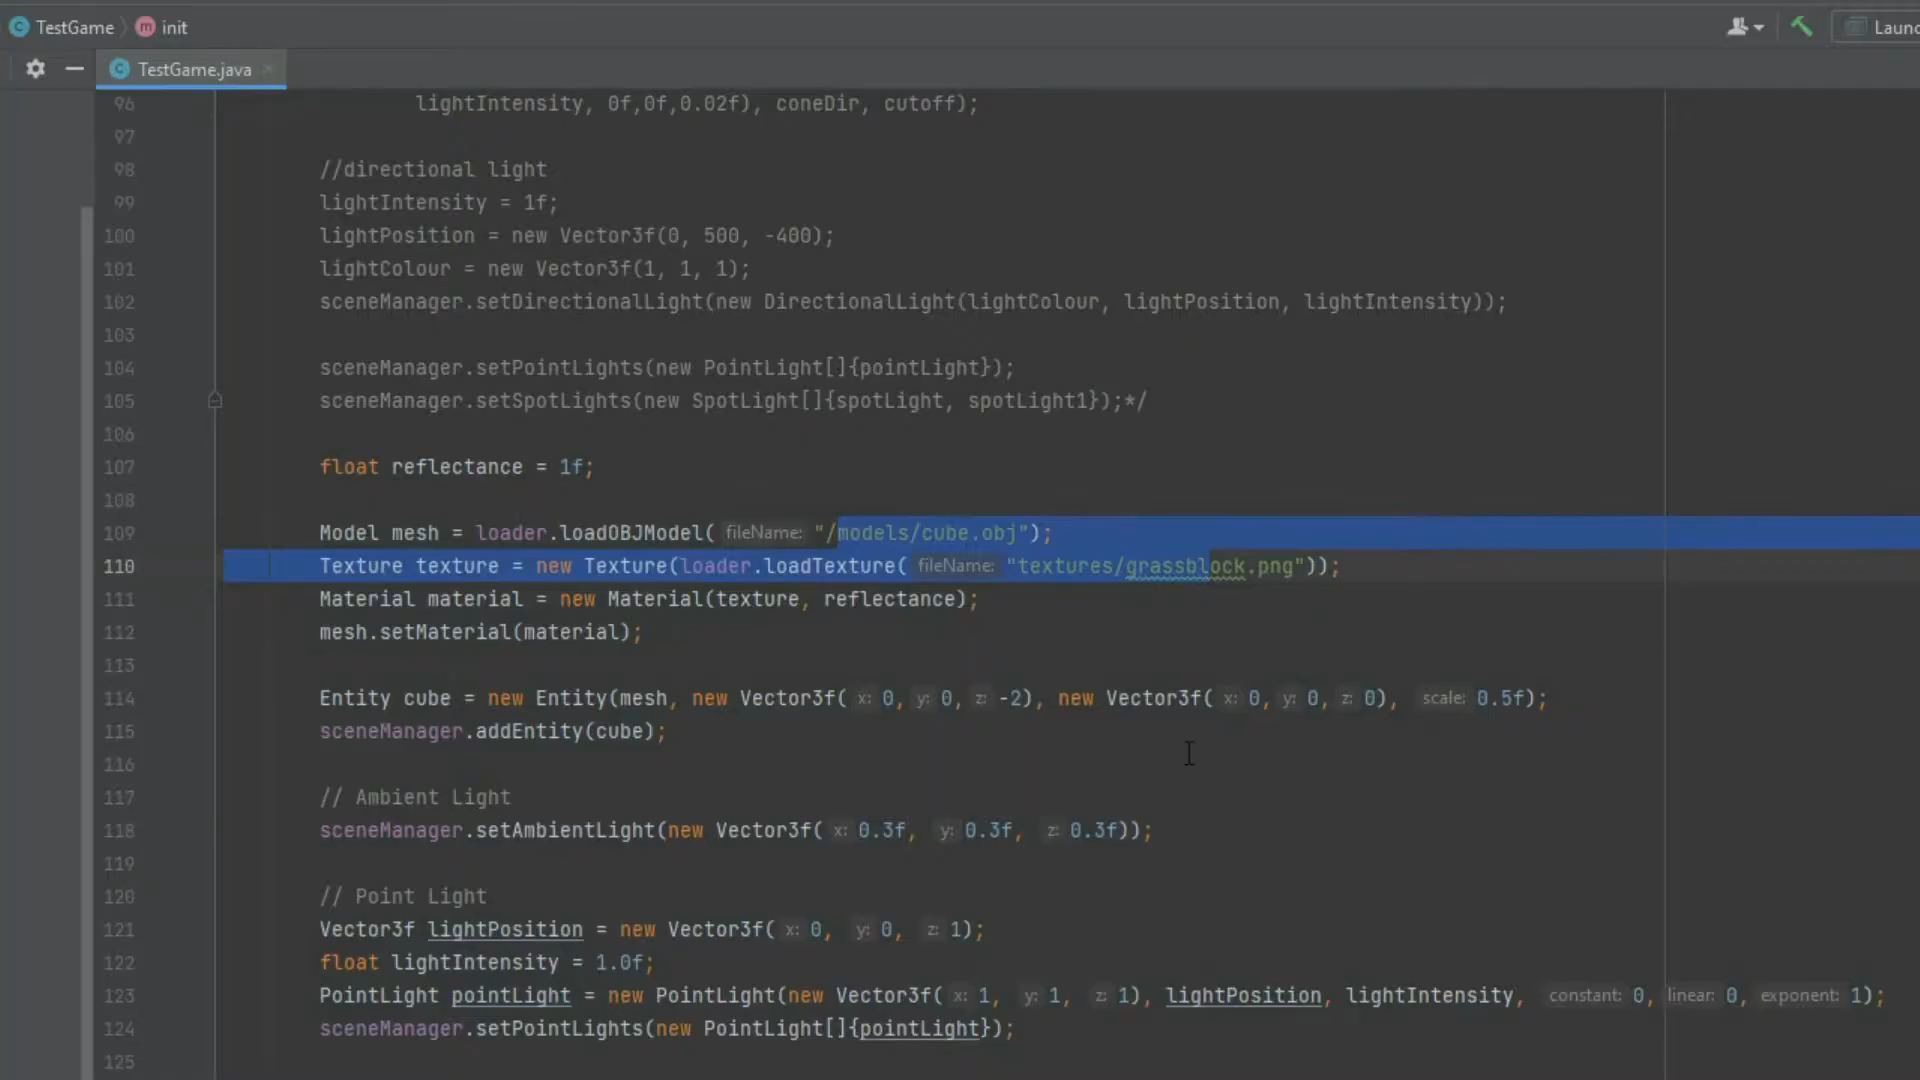 TestGame init Launc
TestGame.java
96 lightIntensity, 0f,0f,0.02f), coneDir, cutoff);
97
98 //directional light
99 lightIntensity = 1f;
100 lightPosition = new Vector3f(0, 500, -400);
101 lightColour = new Vector3f(1, 1, 1);
102 sceneManager.setDirectionalLight(new DirectionalLight(lightColour, lightPosition, lightIntensity));
103
104 sceneManager.setPointLights(new PointLight[]{pointLight});
105 sceneManager.setSpotLights(new SpotLight[]{spotLight, spotLight1});*/
106
107 float reflectance = 1f;
108
109 Model mesh = loader.loadOBJModel( fileName: "/models/cube.obj");
110 Texture texture = new Texture(loader.loadTexture( fileName: "textures/grassblock.png"));
111 Material material = new Material(texture, reflectance);
112 mesh.setMaterial(material);
113
114 Entity cube = new Entity(mesh, new Vector3f( x: 0, y: 0, z: -2), new Vector3f( x: 0, y: 0, z: 0), scale: 0.5f);
115 sceneManager.addEntity(cube);
116
117 // Ambient Light
118 sceneManager.setAmbientLight(new Vector3f( x: 0.3f, y: 0.3f, z: 0.3f));
119
120 // Point Light
121 Vector3f lightPosition = new Vector3f( x: 0, y: 0, z: 1);
122 float lightIntensity = 1.0f;
123 PointLight pointLight = new PointLight(new Vector3f( x: 1, y: 1, z: 1), lightPosition, lightIntensity, constant: 0, linear: 0, exponent: 1);
124 sceneManager.setPointLights(new PointLight[]{pointLight});
125